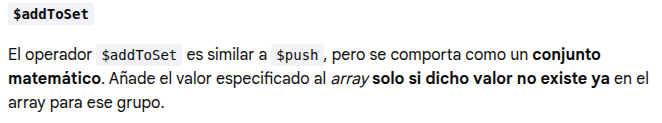 $addToSet
El operador $addToSet es similar a $push, pero se comporta como un conjunto
matemático. Añade el valor especificado al array solo si dicho valor no existe ya en el
array para ese grupo.